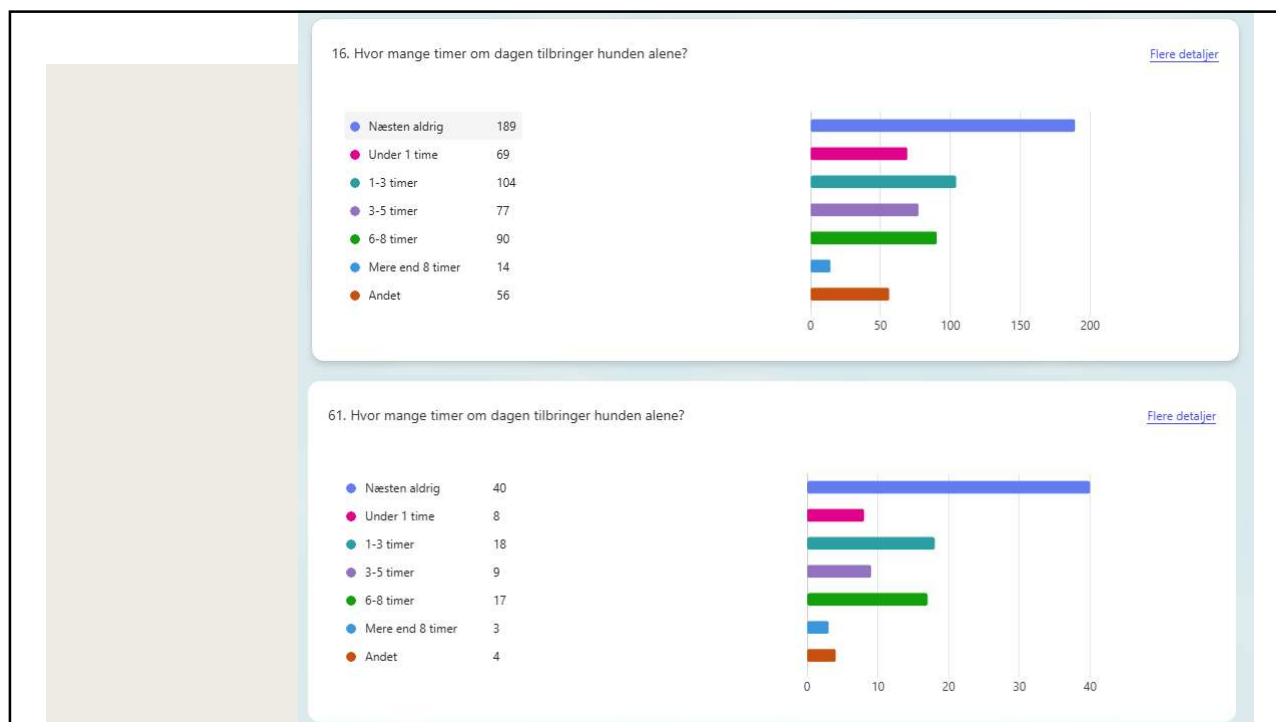 16. Hvor mange timer om dagen tilbringer hunden alene?
Flere detaljer
Næsten aldrig 189
Under 1 time 69
1-3 timer 104
3-5 timer 77
6-8 timer 90
Mere end 8 timer 14
Andet 56
0 50 100 150 200
61. Hvor mange timer om dagen tilbringer hunden alene?
Flere detaljer
Næsten aldrig 40
Under 1 time 8
1-3 timer 18
3-5 timer 9
6-8 timer 17
Mere end 8 timer 3
Andet 4
0 10 20 30 40